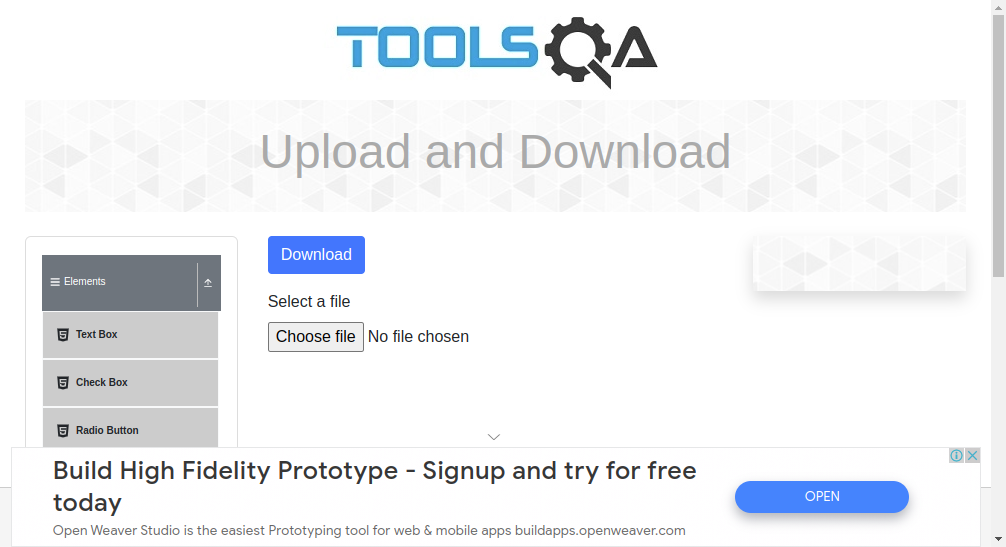 TOOLSQA
Upload and Download
Elements
Text Box
Check Box
Radio Button
Download
Select a file
Choose file No file chosen
Build High Fidelity Prototype - Signup and try for free
today
Open Weaver Studio is the easiest Prototyping tool for web & mobile apps buildapps.openweaver.com
OPEN